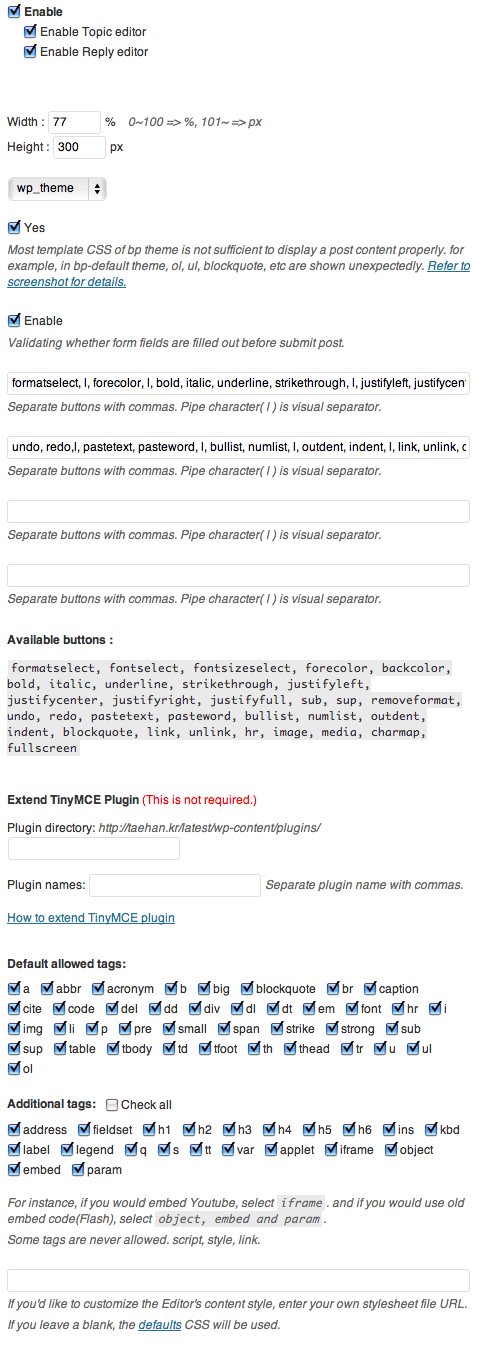 Enable
Enable Topic editor
Enable Reply editor
Width : 77 % 0~100 => %, 101~ => px
Height : 300 px
wp_theme
Yes
Most template CSS of bp theme is not sufficient to display a post content properly. for
example, in bp-default theme, ol, ul, blockquote, etc are shown unexpectedly. Refer to
screenshot for details.
Enable
Validating whether form fields are filled out before submit post.
formatselect, |, forecolor, |, bold, italic, underline, strikethrough, |, justifyleft, justifycen
Separate buttons with commas. Pipe character( | ) is visual separator.
undo, redo,|, pastetext, pasteword, |, bullist, numlist, |, outdent, indent, |, link, unlink,
Separate buttons with commas. Pipe character( | ) is visual separator.
Separate buttons with commas. Pipe character( | ) is visual separator.
Separate buttons with commas. Pipe character( | ) is visual separator.
Available buttons :
formatselect, fontselect, fontsizeselect, forecolor, backcolor,
bold, italic, underline, strikethrough, justifyleft,
justifycenter, justifyright, justifyfull, sub, sup, removeformat,
undo, redo, pastetext, pasteword, bullist, numlist, outdent,
indent, blockquote, link, unlink, hr, image, media, charmap,
fullscreen
Extend TinyMCE Plugin (This is not required.)
Plugin directory: http://taehan.kr/latest/wp-content/plugins/
Plugin names: Separate plugin name with commas.
How to extend TinyMCE plugin
Default allowed tags:
a abbr acronym b big blockquote br caption
cite code del dd div dl dt em font hr i
img li p pre small span strike strong sub
sup table tbody td tfoot th thead tr u ul
ol
Additional tags: Check all
address fieldset h1 h2 h3 h4 h5 h6 ins kbd
label legend q s tt var applet iframe object
embed param
For instance, if you would embed Youtube, select iframe . and if you would use old
embed code(Flash), select object, embed and param .
Some tags are never allowed. script, style, link.
If you'd like to customize the Editor's content style, enter your own stylesheet file URL.
If you leave a blank, the defaults CSS will be used.